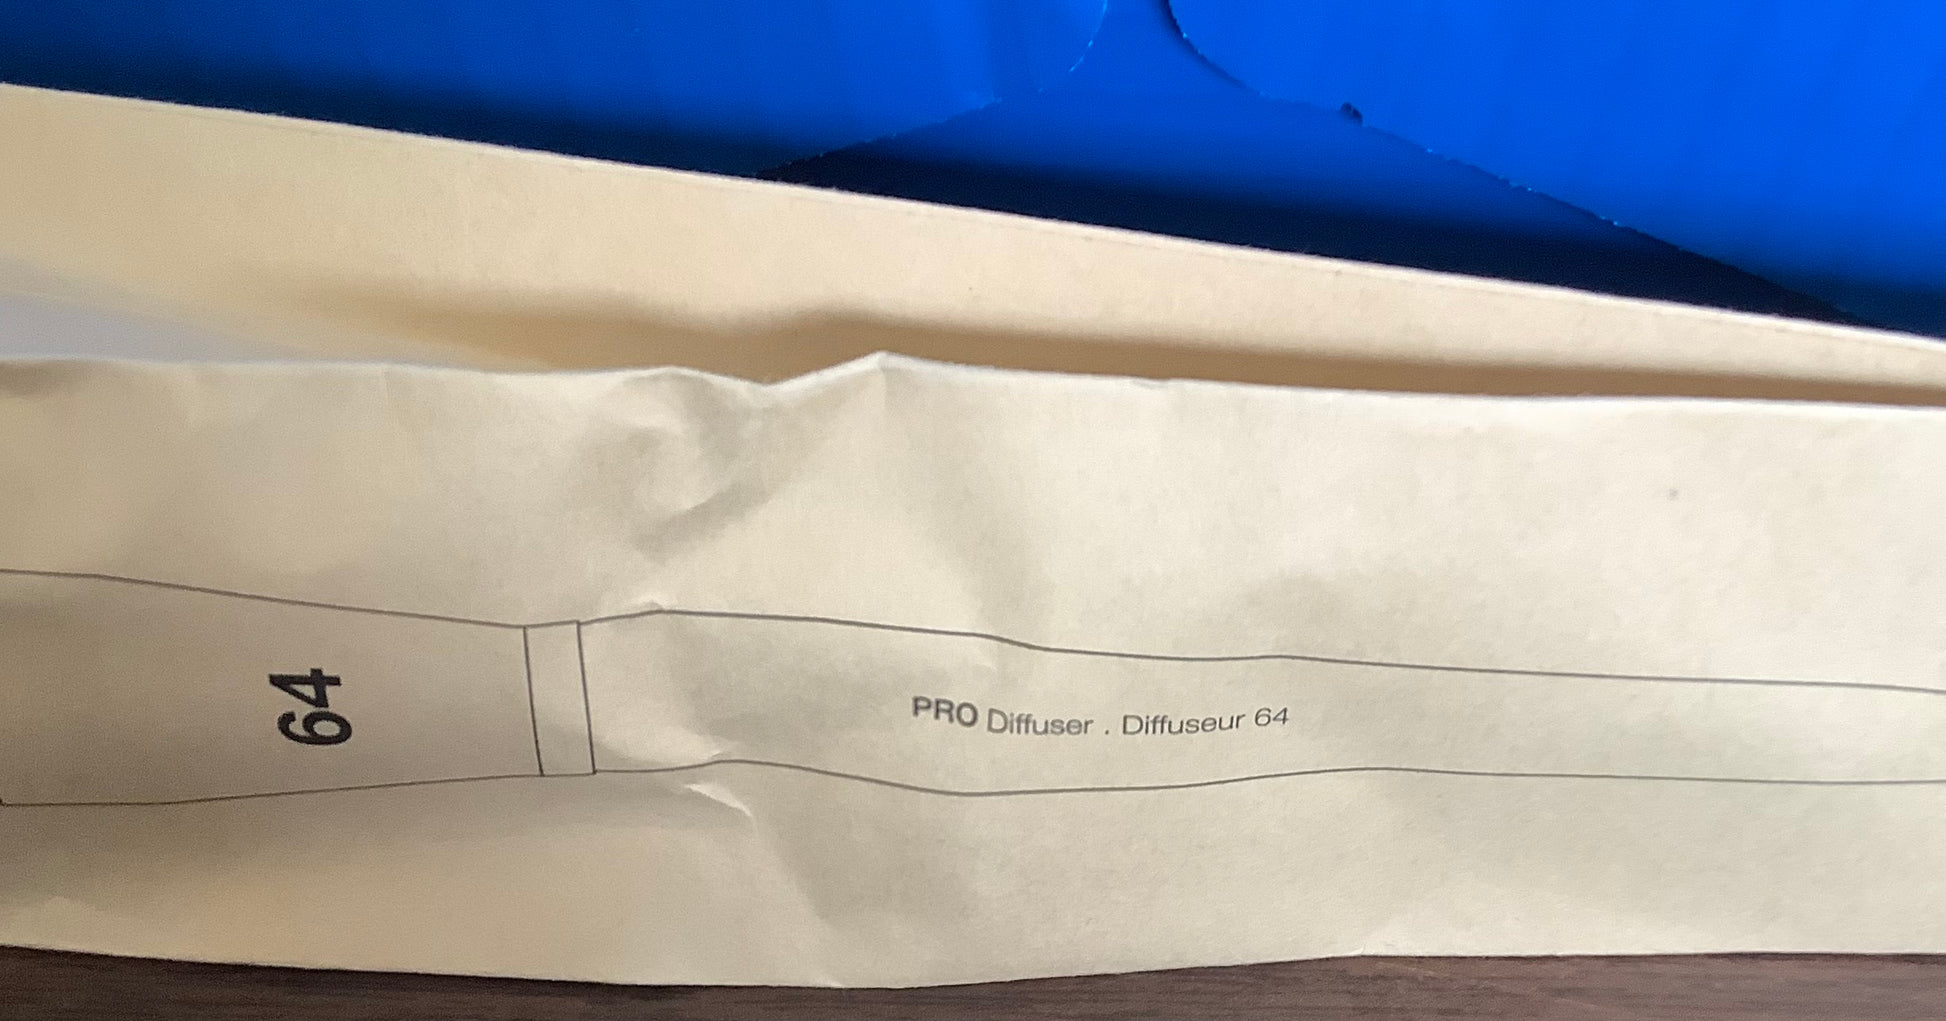 64
PRO Diffuser . Diffuseur 64